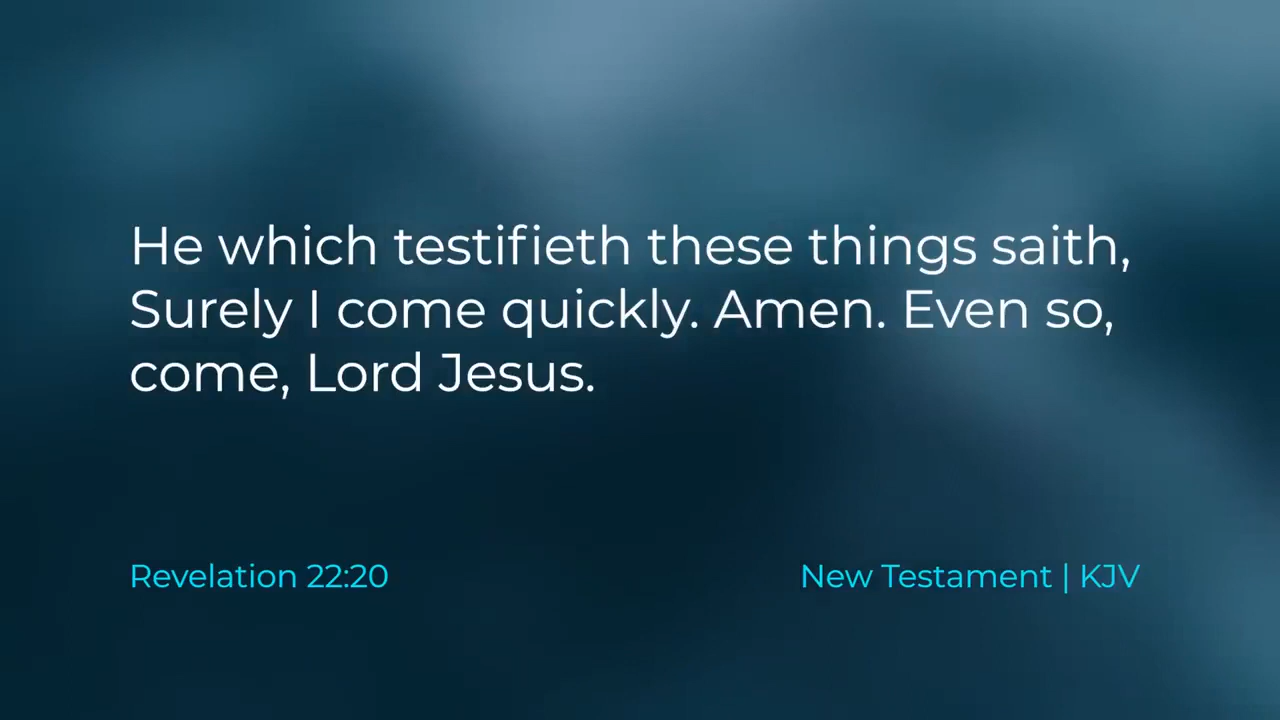 He which testifieth these things saith,
Surely I come quickly. Amen. Even so,
come, Lord Jesus.
Revelation 22:20
New Testament | KJV